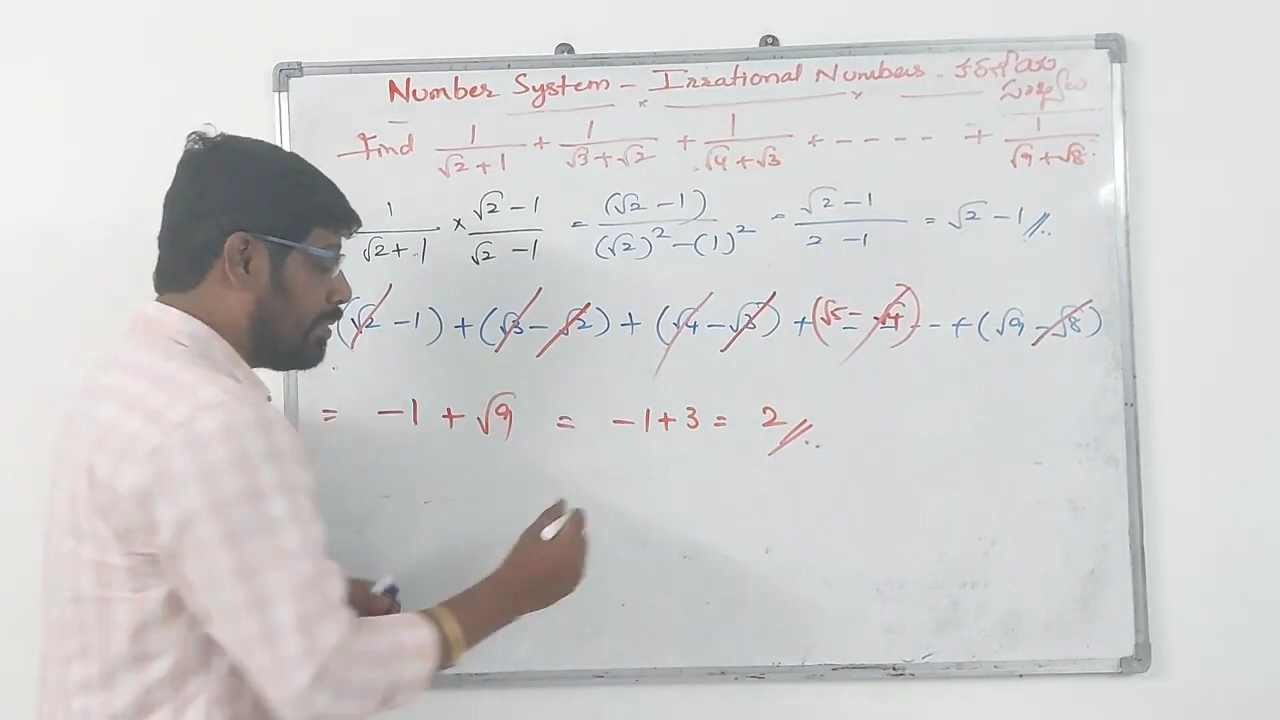 Number System - Irrational Numbers - కరణీయ సంఖ్యలు
Find 1/(√2+1) + 1/(√3+√2) + 1/(√4+√3) + - - - - + 1/(√9+√8)
1/(√2+1) × (√2-1)/(√2-1) = (√2-1)/((√2)²-(1)²) = (√2-1)/(2-1) = √2-1//.
(√2-1) + (√3-√2) + (√4-√3) + (√5-√4) - - + (√9-√8)
= -1+√9 = -1+3 = 2//..